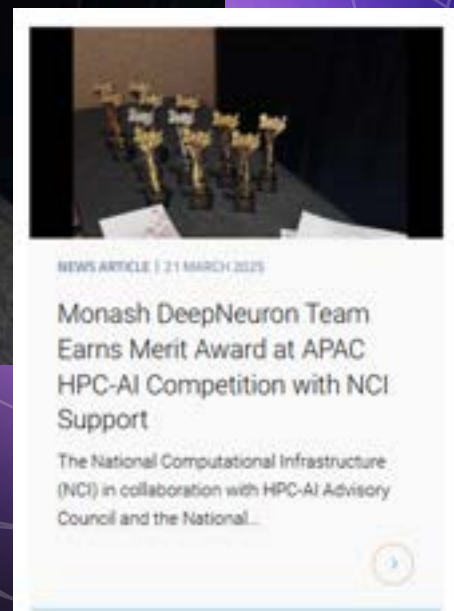 NEWS ARTICLE | 21 MARCH 2025
Monash DeepNeuron Team
Earns Merit Award at APAC
HPC-AI Competition with NCI
Support
The National Computational Infrastructure
(NCI) in collaboration with HPC-AI Advisory
Council and the National...